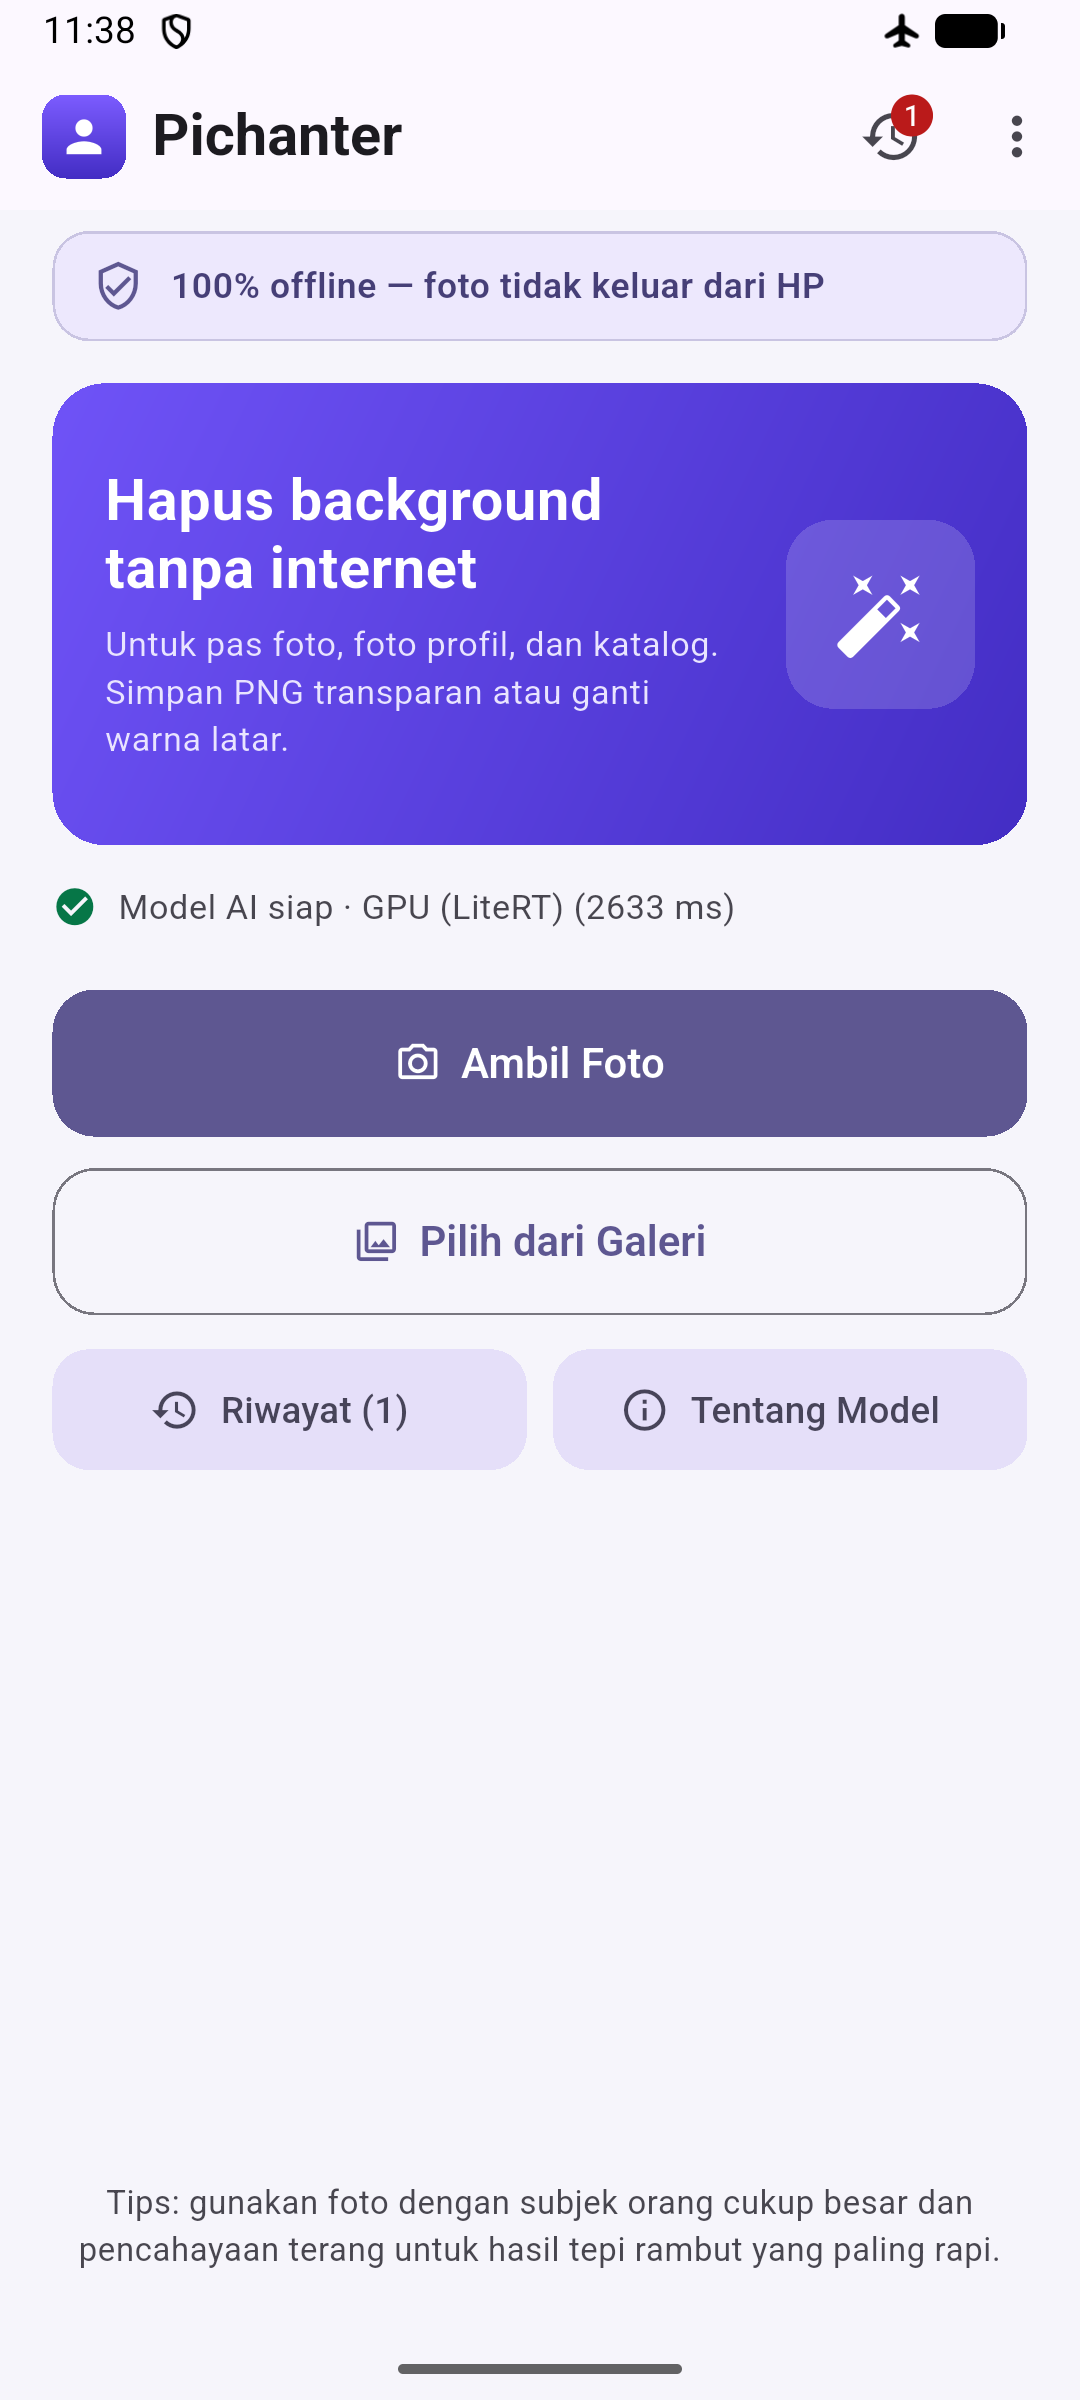 11:38
Pichanter
1
100% offline — foto tidak keluar dari HP
Hapus background
tanpa internet
Untuk pas foto, foto profil, dan katalog.
Simpan PNG transparan atau ganti
warna latar.
Model AI siap · GPU (LiteRT) (2633 ms)
Ambil Foto
Pilih dari Galeri
Riwayat (1)
Tentang Model
Tips: gunakan foto dengan subjek orang cukup besar dan
pencahayaan terang untuk hasil tepi rambut yang paling rapi.